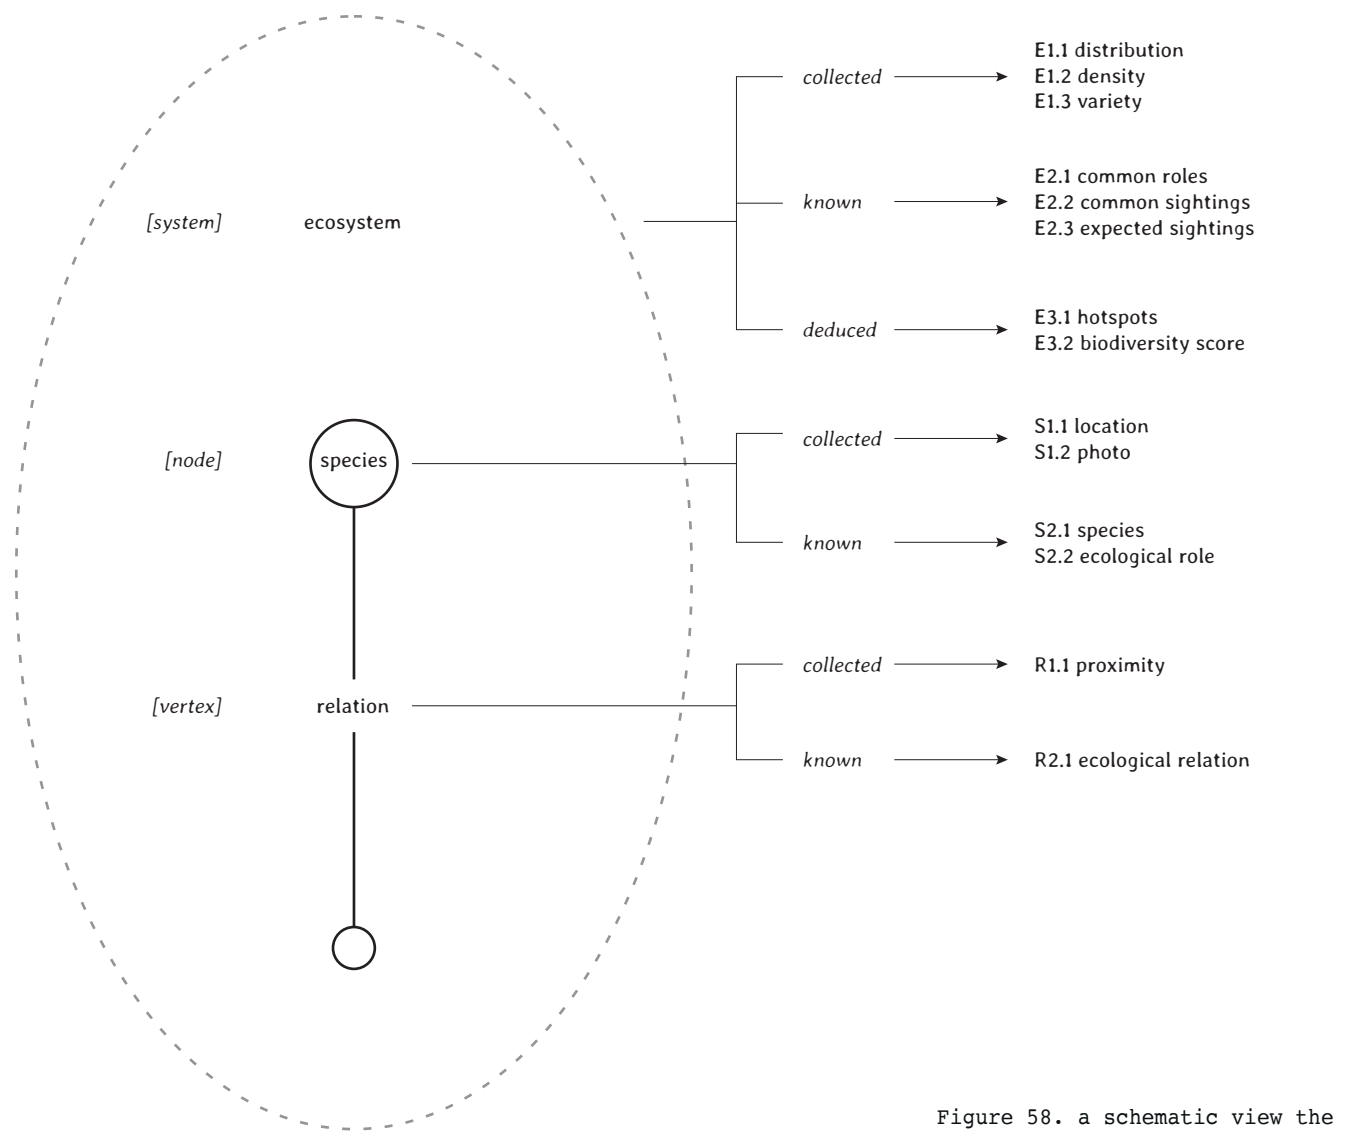 E1.1 distribution
collected
E1.2 density
E1.3 variety
E2.1 common roles
known
E2.2 common sightings
[system] ecosystem
E2.3 expected sightings
E3.1 hotspots
deduced
E3.2 biodiversity score
S1.1 location
collected
S1.2 photo
[node] species
S2.1 species
known
S2.2 ecological role
collected R1.1 proximity
[vertex] relation
known R2.1 ecological relation
Figure 58. a schematic view the